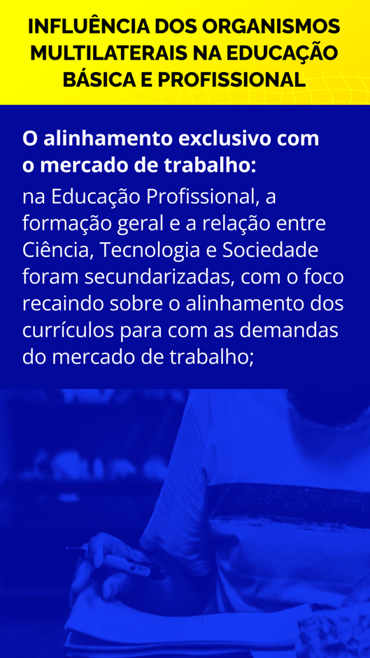 INFLUÊNCIA DOS ORGANISMOS
MULTILATERAIS NA EDUCAÇÃO
BÁSICA E PROFISSIONAL
O alinhamento exclusivo com
o mercado de trabalho:
na Educação Profissional, a
formação geral e a relação entre
Ciência, Tecnologia e Sociedade
foram secundarizadas, com o foco
recaindo sobre o alinhamento dos
currículos para com as demandas
do mercado de trabalho;